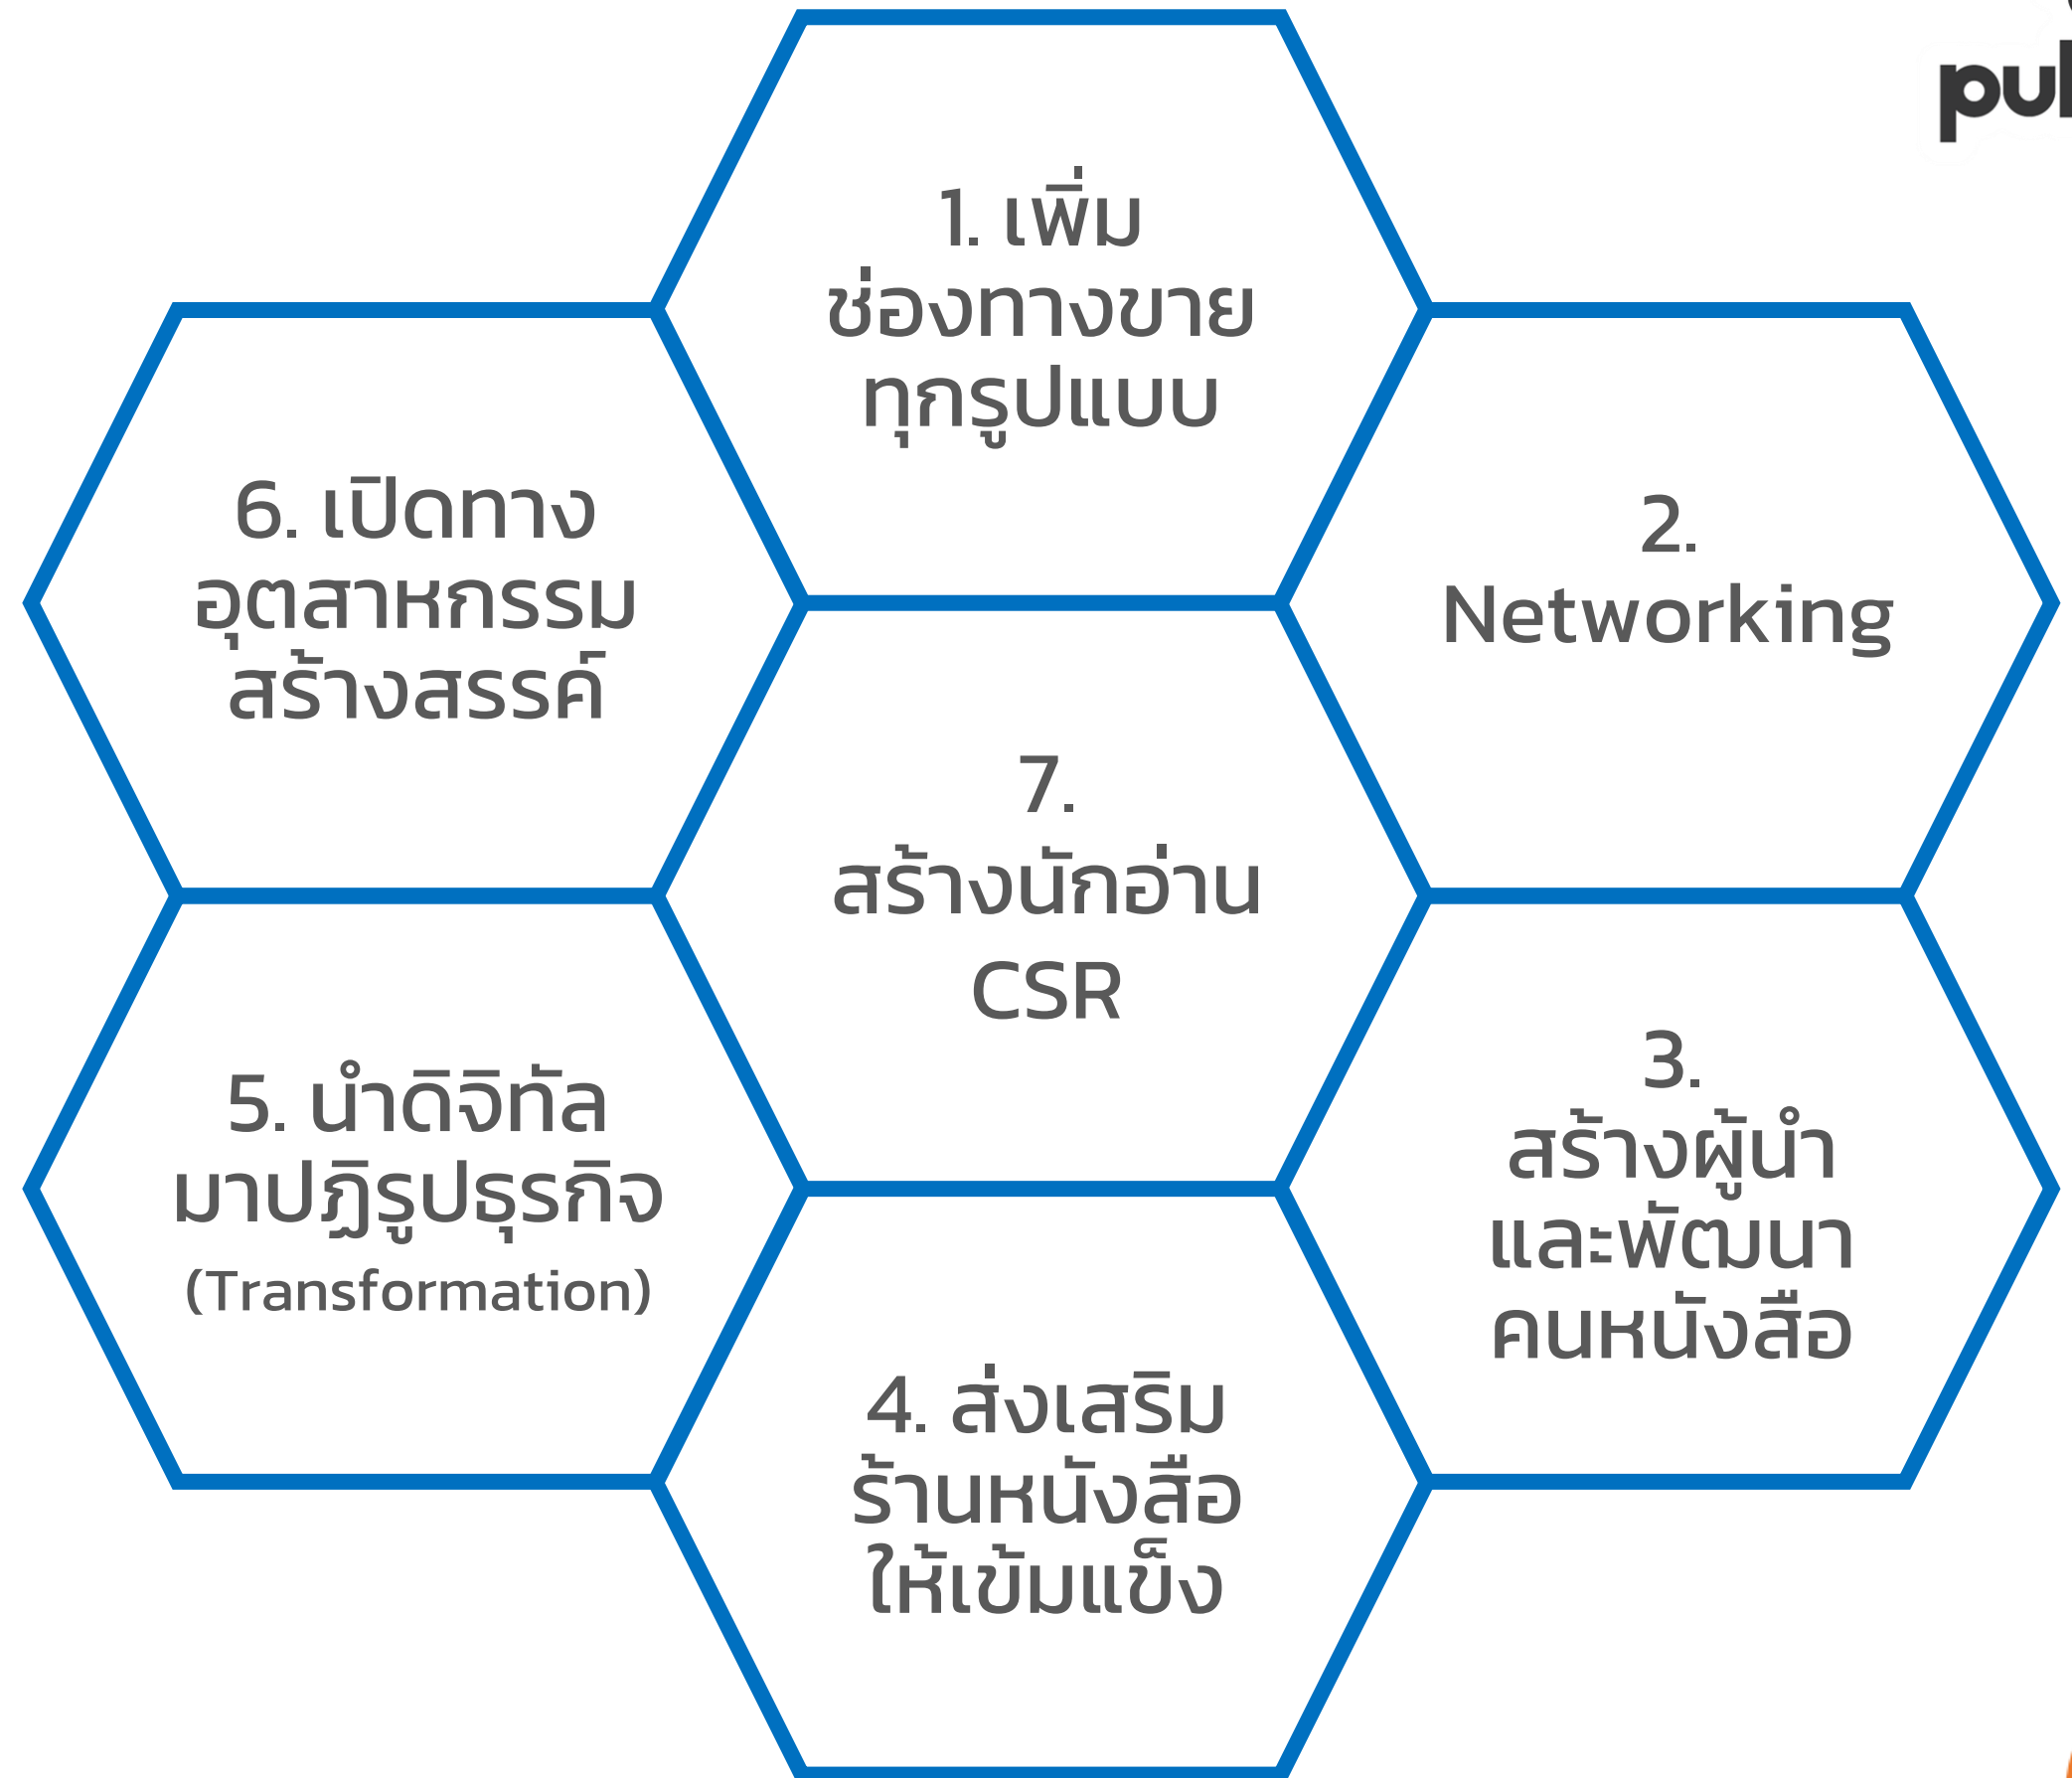 1. เพิ่ม
ช่องทางขาย
ทุกรูปแบบ
2.
Networking
3.
สร้างผู้นำ
และพัฒนา
คนหนังสือ
4. ส่งเสริม
ร้านหนังสือ
ให้เข้มแข็ง
5. นำดิจิทัล
มาปฏิรูปธุรกิจ
(Transformation)
6. เปิดทาง
อุตสาหกรรม
สร้างสรรค์
7.
สร้างนักอ่าน
CSR